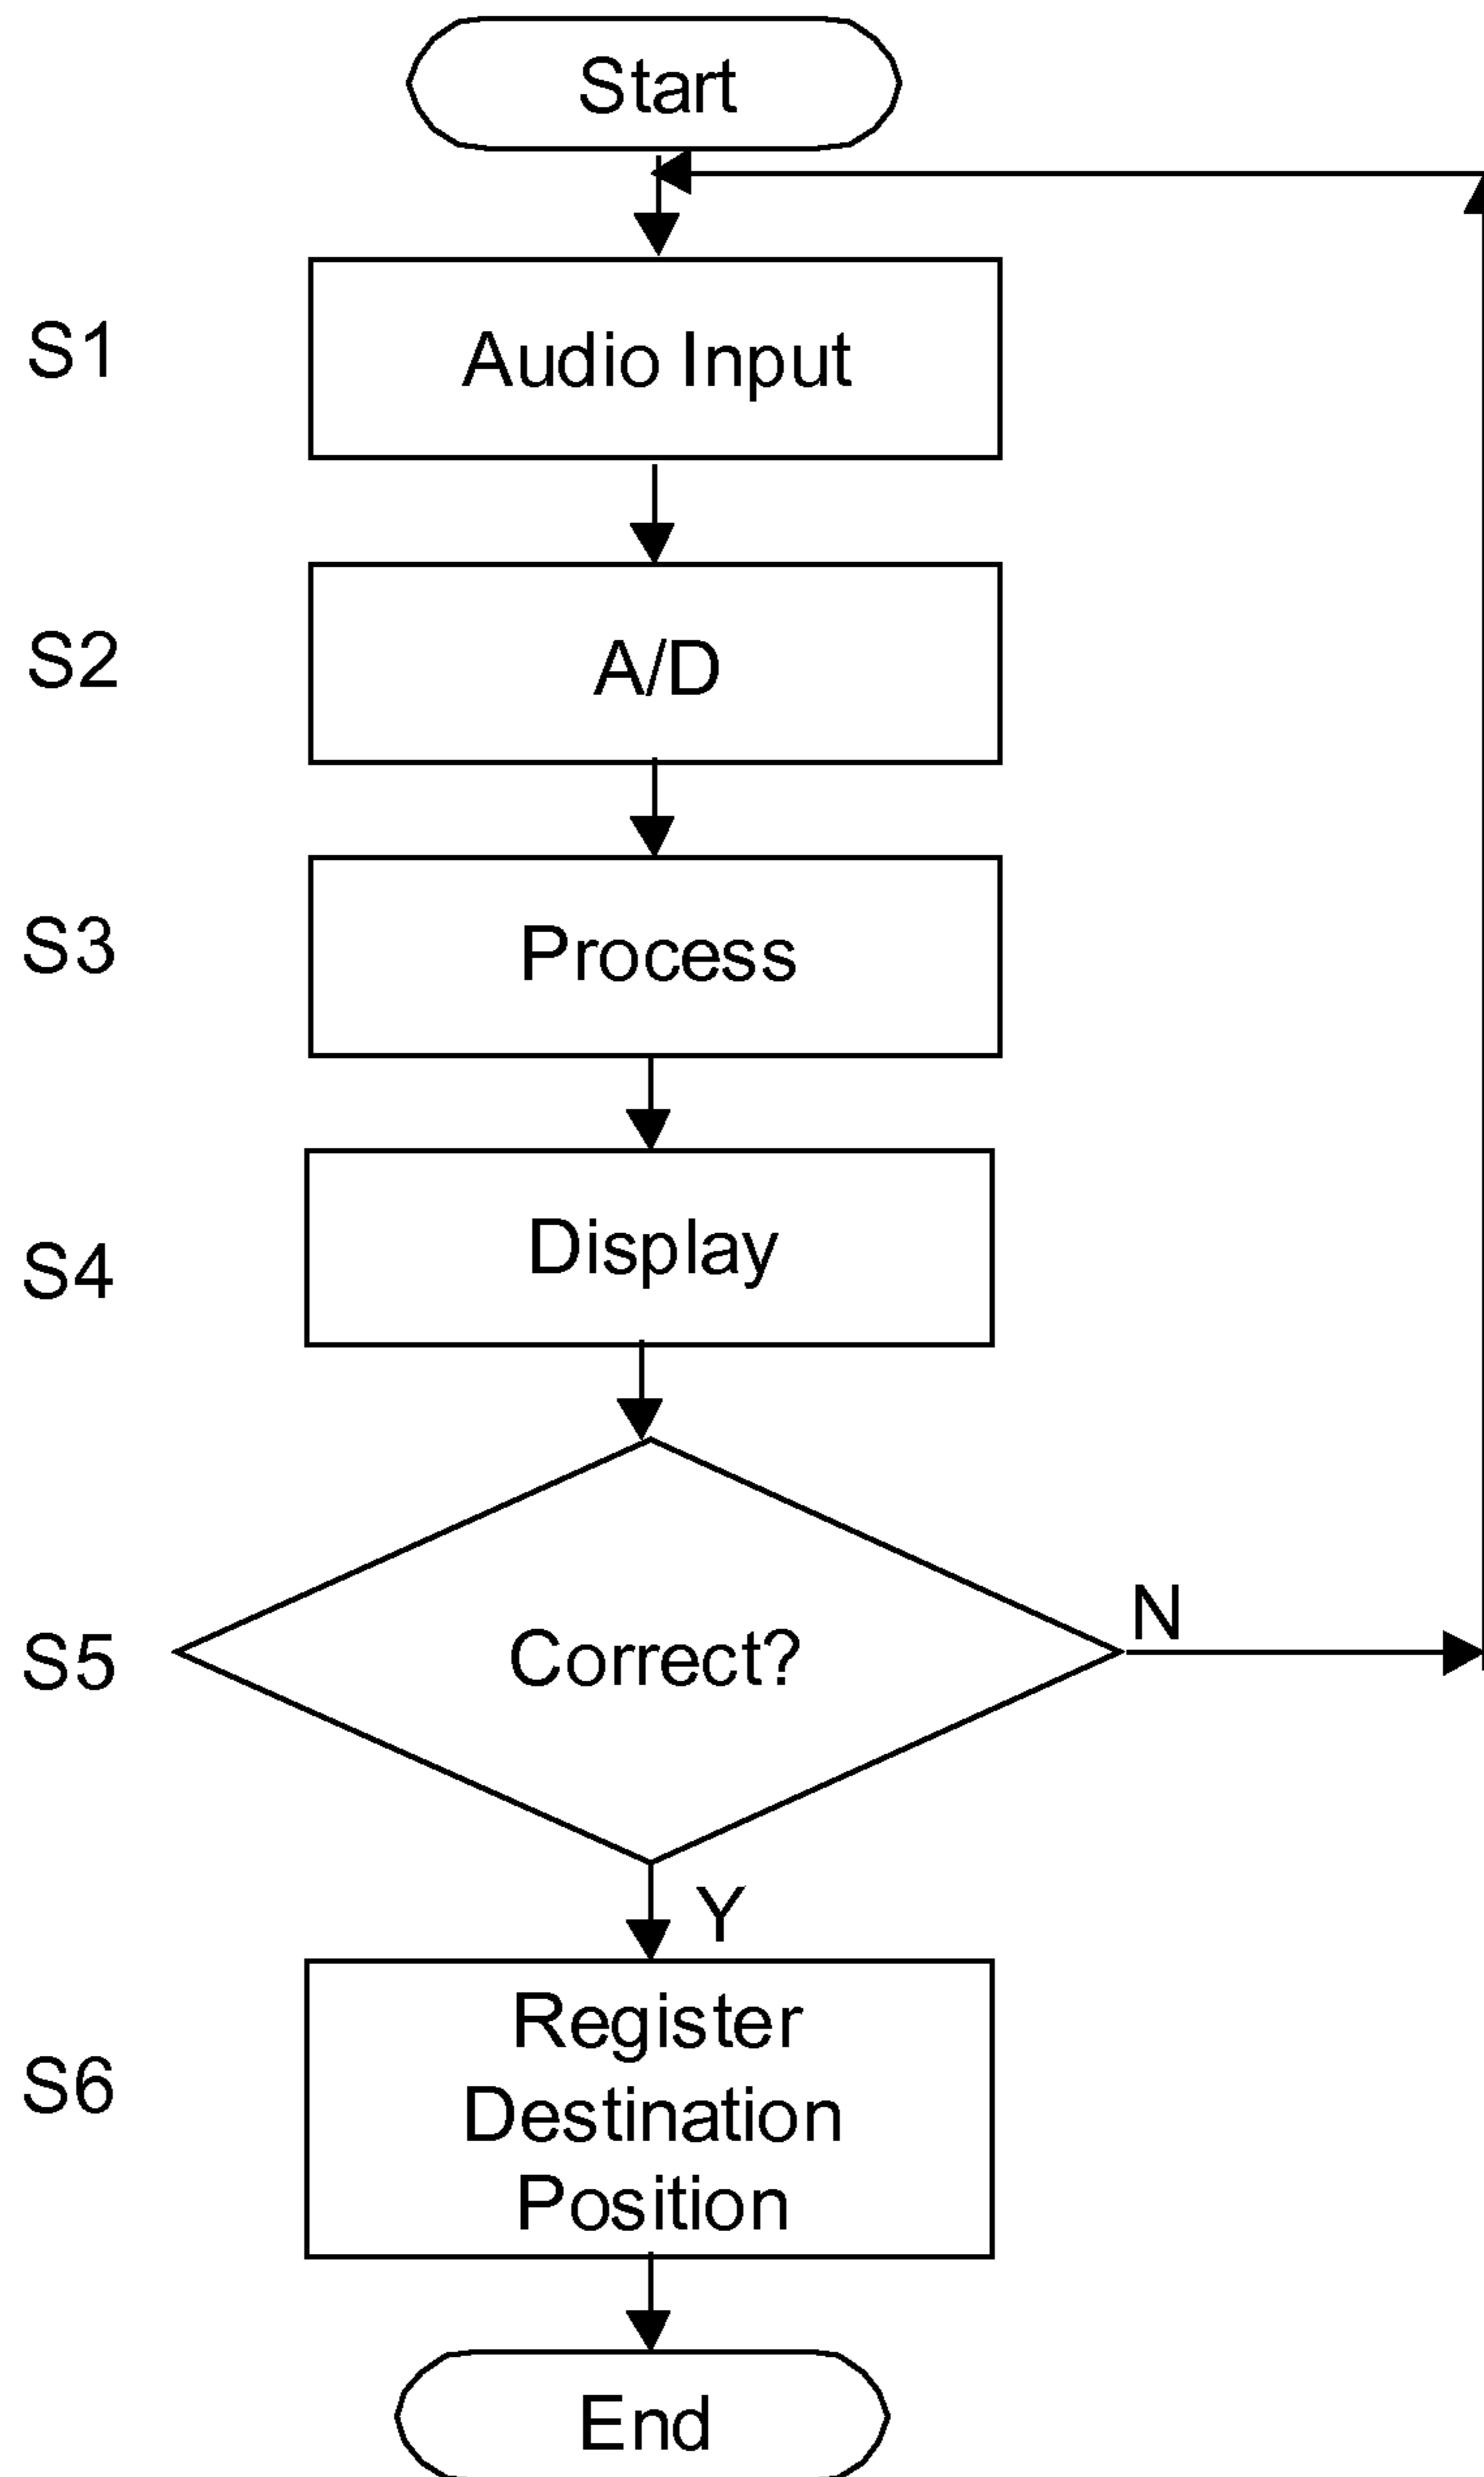 Start
S1
Audio Input
S2
A/D
S3
Process
S4
Display
S5
Correct?
N
Y
S6
Register
Destination
Position
End